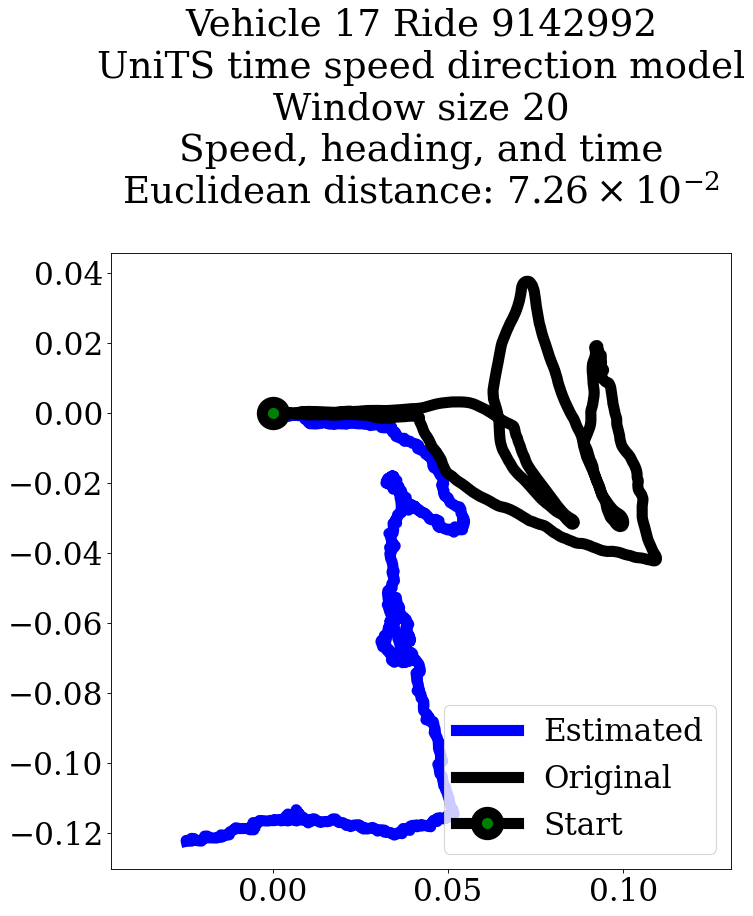 Vehicle 17 Ride 9142992
UniTS time speed direction model
Window size 20
Speed, heading, and time
Euclidean distance: 7.26 × 10⁻²
0.04
0.02
0.00
−0.02
−0.04
−0.06
−0.08
−0.10
−0.12
Estimated
Original
Start
0.00 0.05 0.10